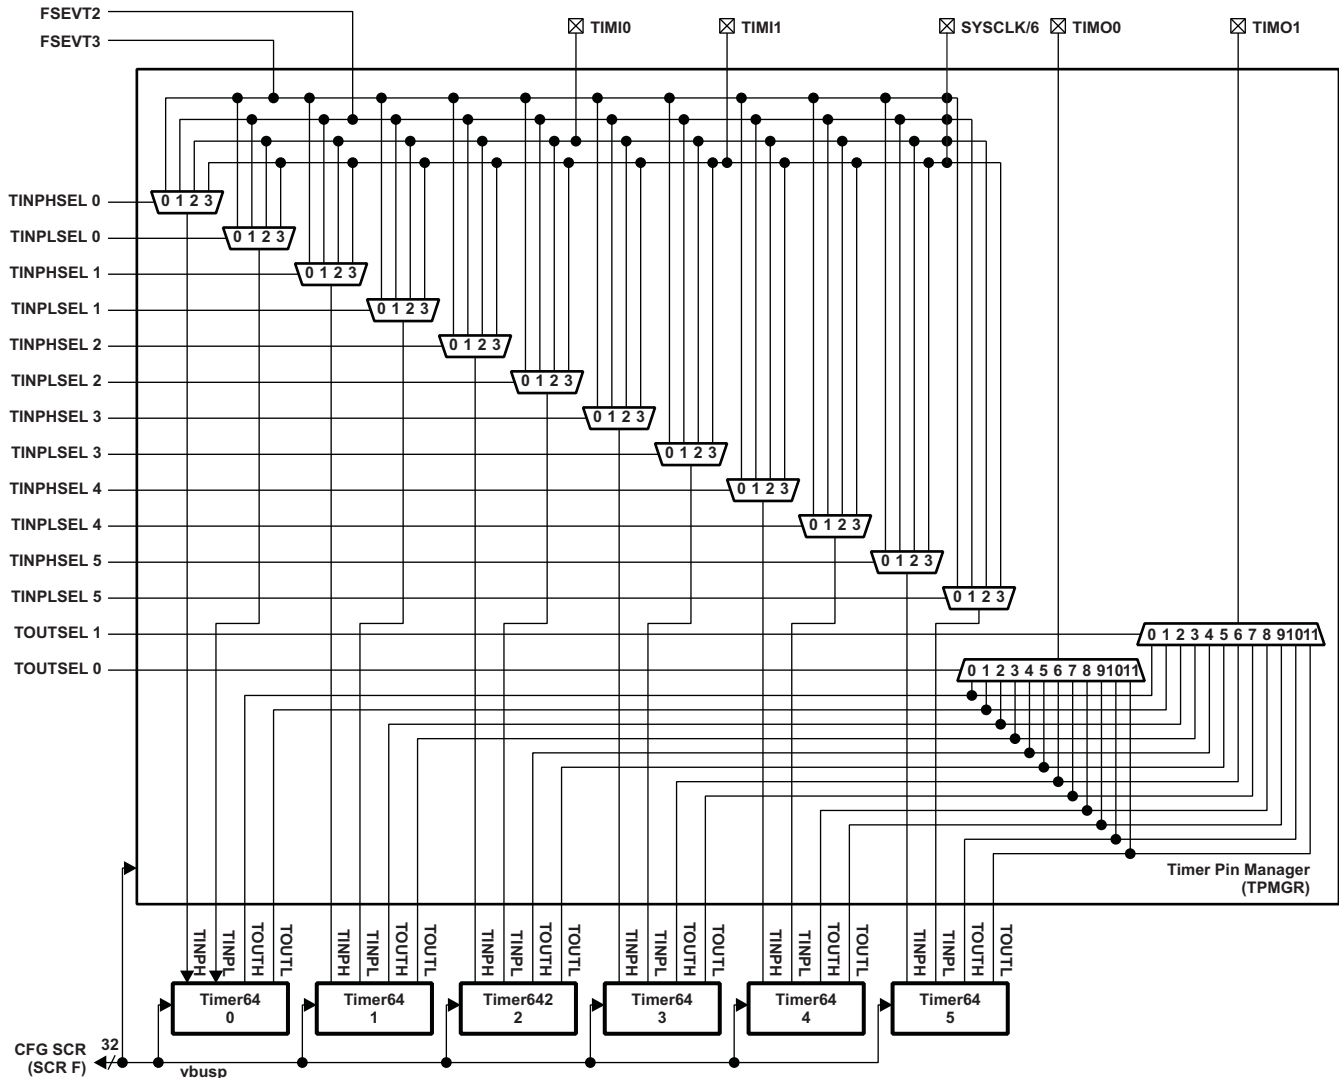 FSEVT2
FSEVT3
TIMI0
TIMI1
SYSCLK/6
TIMO0
TIMO1
TINPHSEL 0
0 1 2 3
TINPLSEL 0
0 1 2 3
TINPHSEL 1
0 1 2 3
TINPLSEL 1
0 1 2 3
TINPHSEL 2
0 1 2 3
TINPLSEL 2
0 1 2 3
TINPHSEL 3
0 1 2 3
TINPLSEL 3
0 1 2 3
TINPHSEL 4
0 1 2 3
TINPLSEL 4
0 1 2 3
TINPHSEL 5
0 1 2 3
TINPLSEL 5
0 1 2 3
TOUTSEL 1
0 1 2 3 4 5 6 7 8 9 10 11
TOUTSEL 0
0 1 2 3 4 5 6 7 8 9 10 11
Timer Pin Manager
(TPMGR)
TINPH
TINPL
TOUTH
TOUTL
TINPH
TINPL
TOUTH
TOUTL
TINPH
TINPL
TOUTH
TOUTL
TINPH
TINPL
TOUTH
TOUTL
TINPH
TINPL
TOUTH
TOUTL
TINPH
TINPL
TOUTH
TOUTL
Timer64
0
Timer64
1
Timer642
2
Timer64
3
Timer64
4
Timer64
5
CFG SCR
(SCR F)
32
vbusp